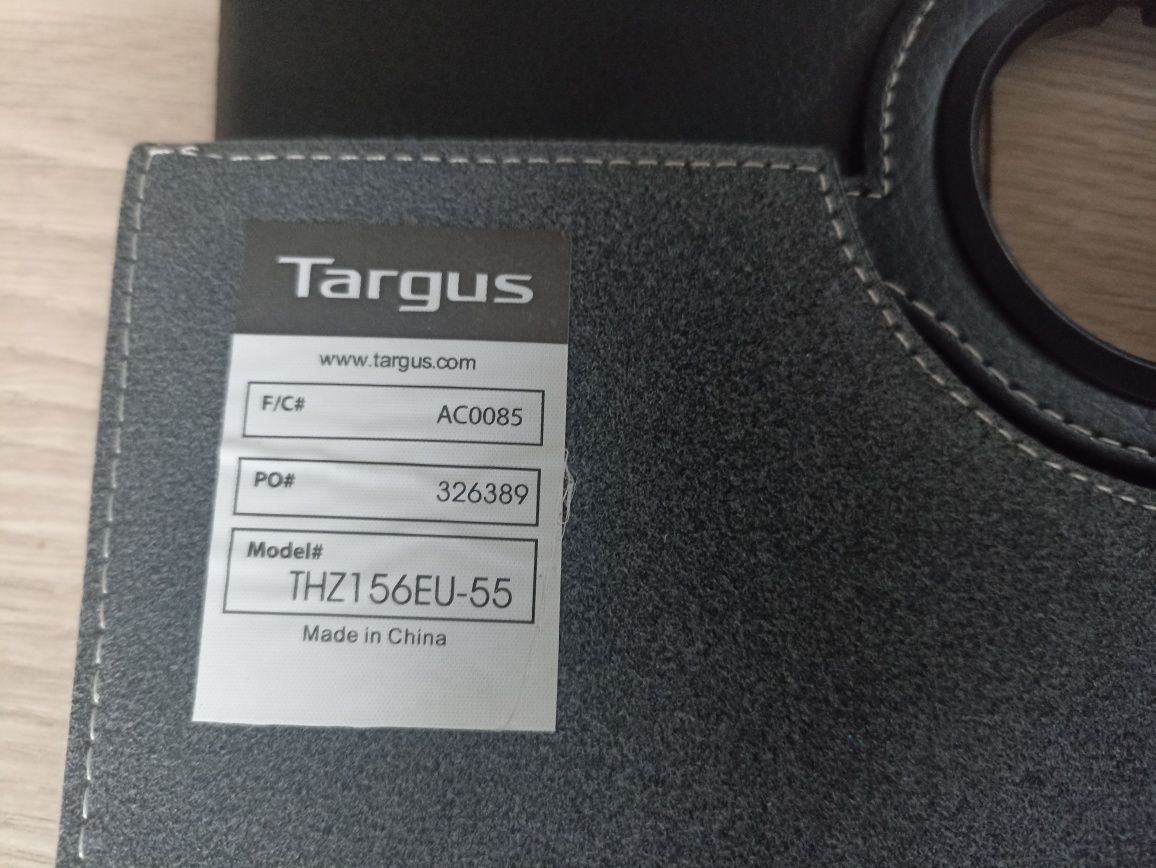 Targus
www.targus.com
F/C# AC0085
PO# 326389
Model#
THZ156EU-55
Made in China